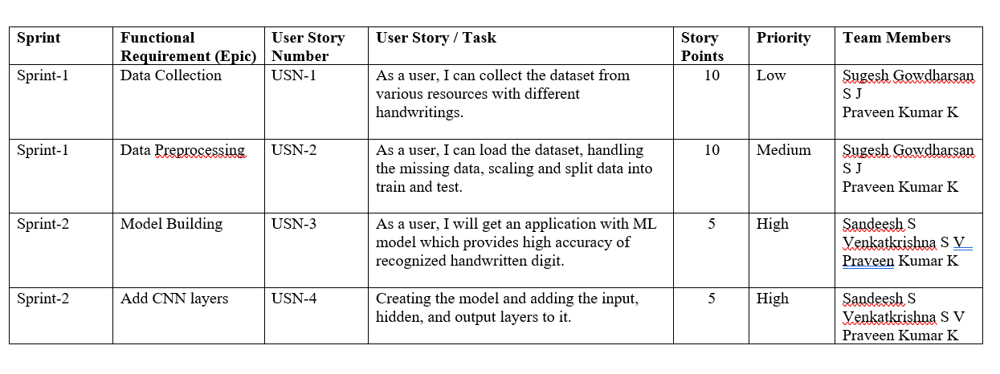 Sprint Functional Requirement (Epic) User Story Number User Story / Task Story Points Priority Team Members
Sprint-1 Data Collection USN-1 As a user, I can collect the dataset from 10 Low Sugesh Gowdharsan
various resources with different S J
handwritings. Praveen Kumar K
Sprint-1 Data Preprocessing USN-2 As a user, I can load the dataset, handling 10 Medium Sugesh Gowdharsan
the missing data, scaling and split data into S J
train and test. Praveen Kumar K
Sprint-2 Model Building USN-3 As a user, I will get an application with ML 5 High Sandeesh S
model which provides high accuracy of Venkatkrishna S V
recognized handwritten digit. Praveen Kumar K
Sprint-2 Add CNN layers USN-4 Creating the model and adding the input, 5 High Sandeesh S
hidden, and output layers to it. Venkatkrishna S V
Praveen Kumar K